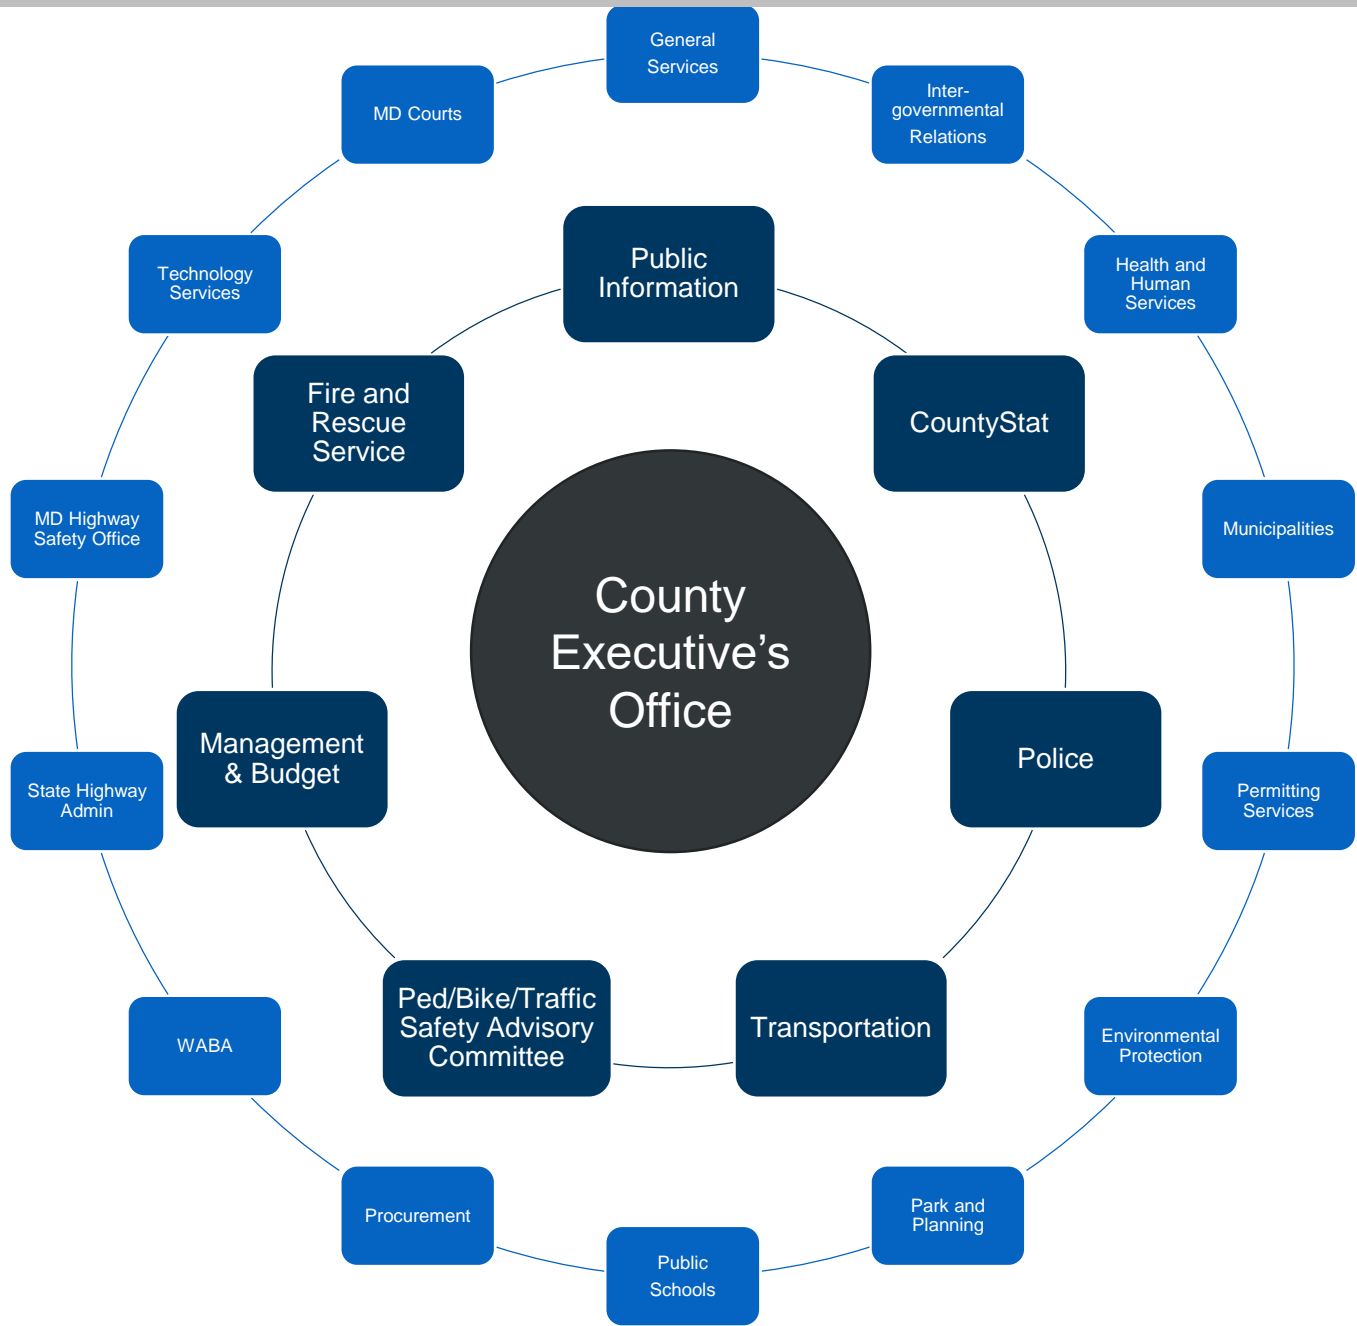 General
Services
Inter-
governmental
Relations
MD Courts
Health and
Human
Services
Technology
Services
Public
Information
Fire and
Rescue
Service
CountyStat
MD Highway
Safety Office
Municipalities
County
Executive’s
Office
Management
& Budget
Police
State Highway
Admin
Permitting
Services
Ped/Bike/Traffic
Safety Advisory
Committee
Transportation
WABA
Environmental
Protection
Procurement
Park and
Planning
Public
Schools